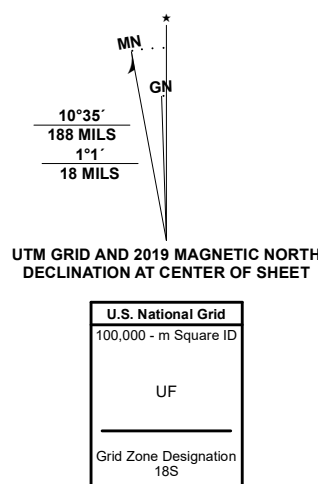 MN
GN
10°35´
188 MILS
1°1´
18 MILS
UTM GRID AND 2019 MAGNETIC NORTH
DECLINATION AT CENTER OF SHEET
U.S. National Grid
100,000 - m Square ID
UF
Grid Zone Designation
18S